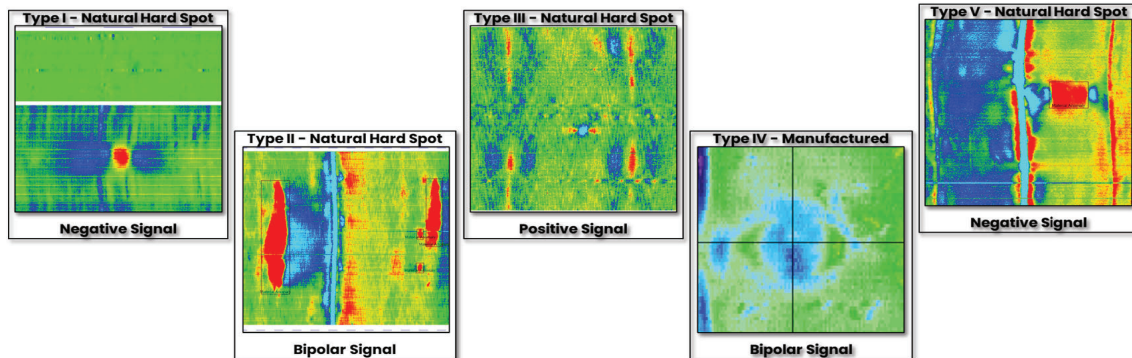 Type I – Natural Hard Spot
Negative Signal
Type II – Natural Hard Spot
Bipolar Signal
Type III – Natural Hard Spot
Positive Signal
Type IV – Manufactured
Bipolar Signal
Type V – Natural Hard Spot
Negative Signal